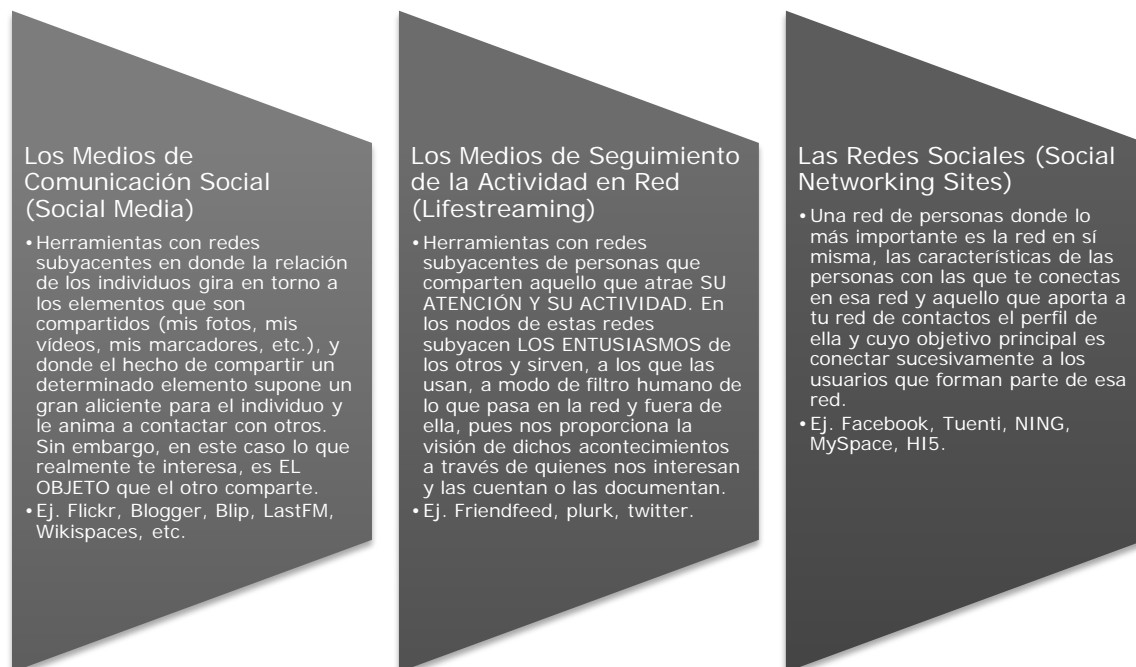 Los Medios de
Comunicación Social
(Social Media)
•Herramientas con redes
subyacentes en donde la relación
de los individuos gira en torno a
los elementos que son
compartidos (mis fotos, mis
vídeos, mis marcadores, etc.), y
donde el hecho de compartir un
determinado elemento supone un
gran aliciente para el individuo y
le anima a contactar con otros.
Sin embargo, en este caso lo que
realmente te interesa, es EL
OBJETO que el otro comparte.
•Ej. Flickr, Blogger, Blip, LastFM,
Wikispaces, etc.
Los Medios de Seguimiento
de la Actividad en Red
(Lifestreaming)
•Herramientas con redes
subyacentes de personas que
comparten aquello que atrae SU
ATENCIÓN Y SU ACTIVIDAD. En
los nodos de estas redes
subyacen LOS ENTUSIASMOS de
los otros y sirven, a los que las
usan, a modo de filtro humano de
lo que pasa en la red y fuera de
ella, pues nos proporciona la
visión de dichos acontecimientos
a través de quienes nos interesan
y las cuentan o las documentan.
•Ej. Friendfeed, plurk, twitter.
Las Redes Sociales (Social
Networking Sites)
•Una red de personas donde lo
más importante es la red en sí
misma, las características de las
personas con las que te conectas
en esa red y aquello que aporta a
tu red de contactos el perfil de
ella y cuyo objetivo principal es
conectar sucesivamente a los
usuarios que forman parte de esa
red.
•Ej. Facebook, Tuenti, NING,
MySpace, HI5.